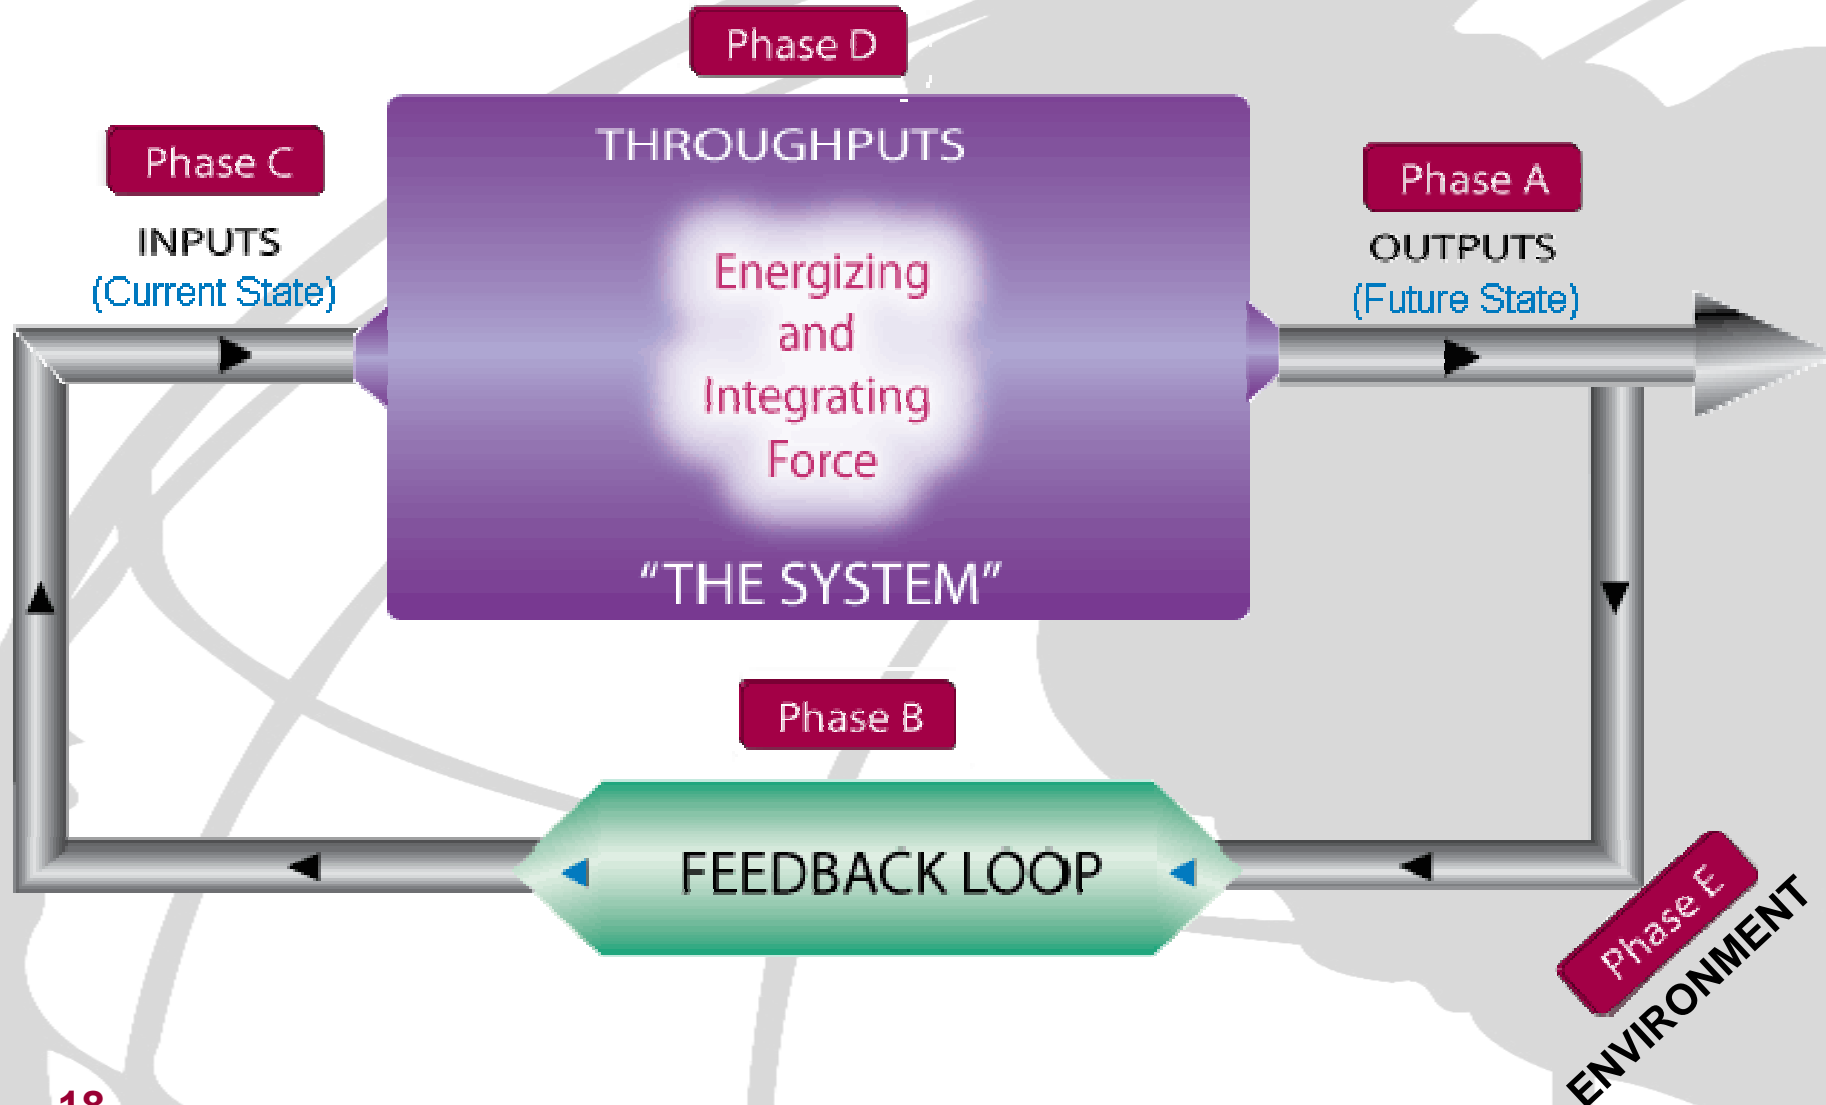 Phase D
THROUGHPUTS
Phase C
Phase A
INPUTS
(Current State)
OUTPUTS
(Future State)
Energizing
and
Integrating
Force
“THE SYSTEM”
Phase B
FEEDBACK LOOP
Phase E
ENVIRONMENT
18